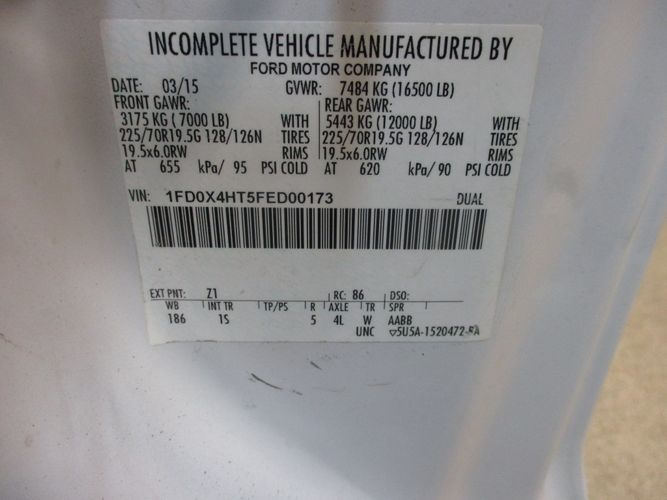 INCOMPLETE VEHICLE MANUFACTURED BY
FORD MOTOR COMPANY
DATE: 03/15 GVWR: 7484 KG (16500 LB)
FRONT GAWR: REAR GAWR:
3175 KG ( 7000 LB) WITH 5443 KG (12000 LB) WITH
225/70R19.5G 128/126N TIRES 225/70R19.5G 128/126N TIRES
19.5x6.0RW RIMS 19.5x6.0RW RIMS
AT 655 kPa/ 95 PSI COLD AT 620 kPa/ 90 PSI COLD
VIN: 1FD0X4HT5FED00173 DUAL
EXT PNT: Z1 RC: 86 DSO:
WB INT TR TP/PS R AXLE TR SPR
186 1S 5 4L W AABB
UNC ▽5U5A-1520472-